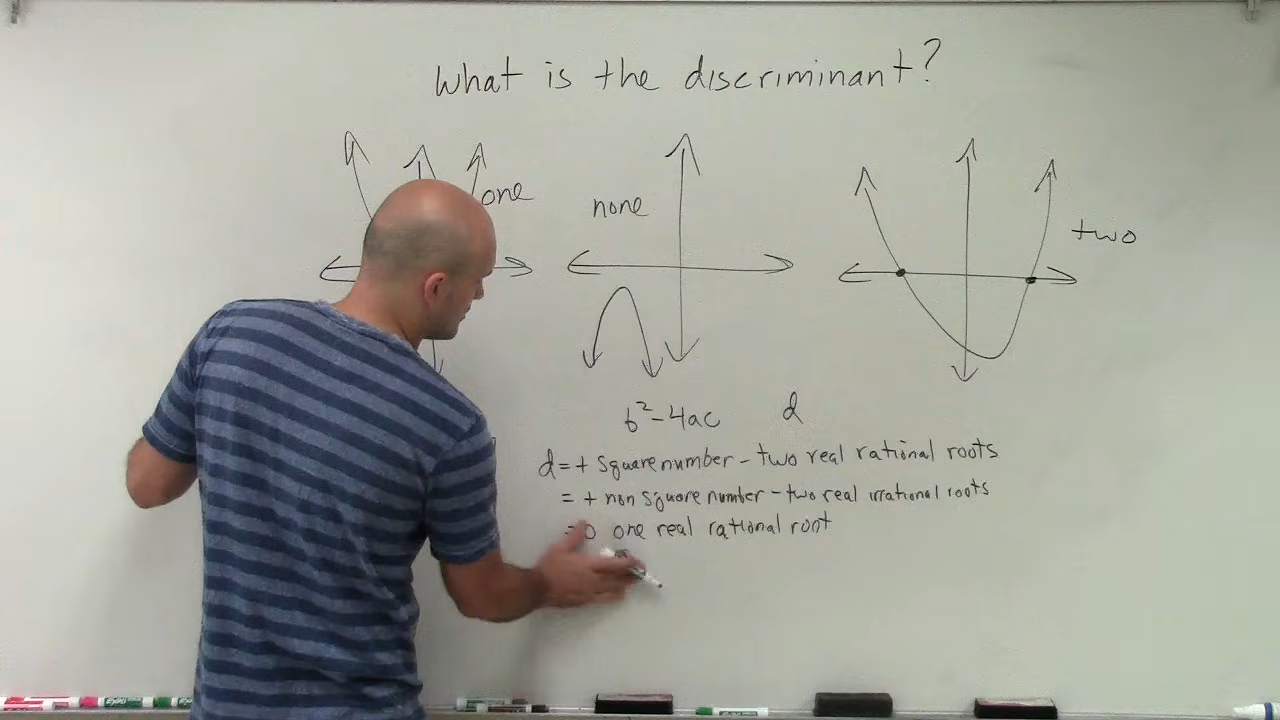 What is the discriminant?
one
none
two
b²-4ac d
d=+ square number - two real rational roots
=+ non square number - two real irrational roots
=0 one real rational root